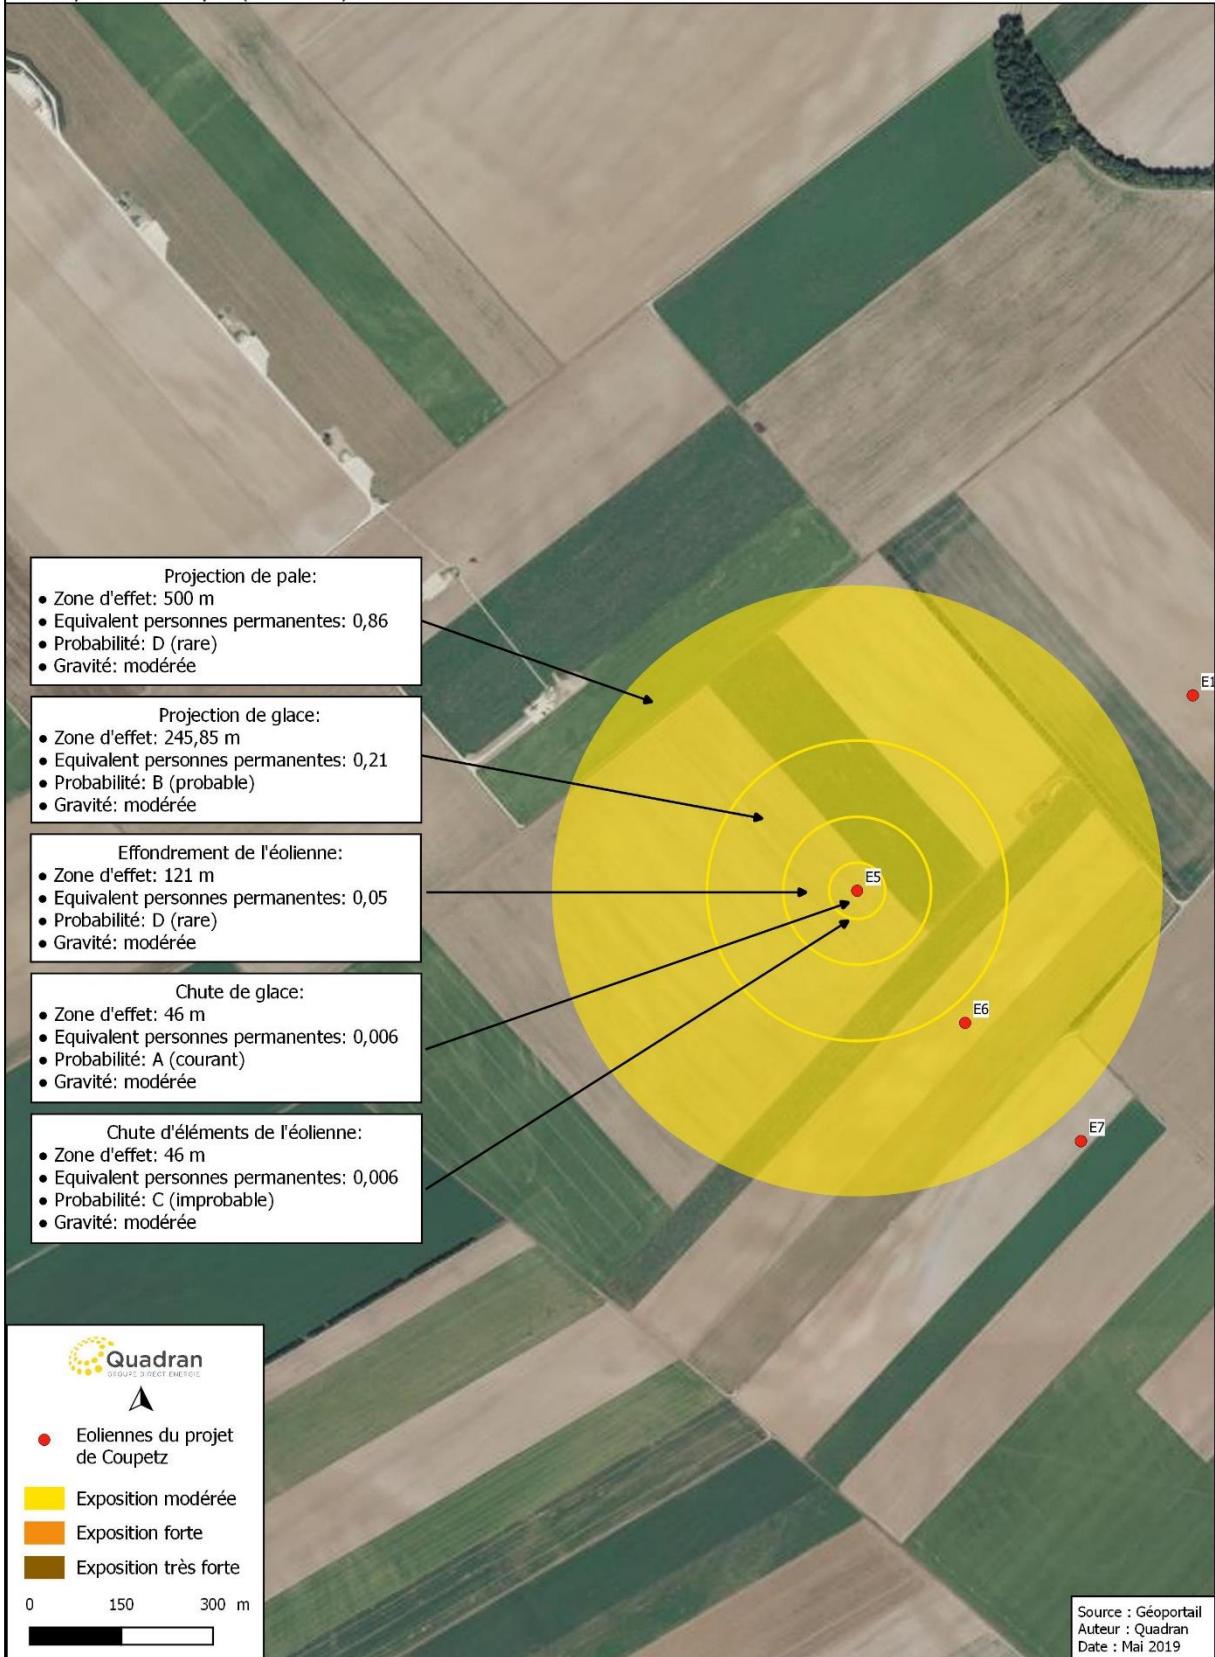 Projection de pale:
• Zone d'effet: 500 m
• Equivalent personnes permanentes: 0,86
• Probabilité: D (rare)
• Gravité: modérée
Projection de glace:
• Zone d'effet: 245,85 m
• Equivalent personnes permanentes: 0,21
• Probabilité: B (probable)
• Gravité: modérée
Effondrement de l'éolienne:
• Zone d'effet: 121 m
• Equivalent personnes permanentes: 0,05
• Probabilité: D (rare)
• Gravité: modérée
Chute de glace:
• Zone d'effet: 46 m
• Equivalent personnes permanentes: 0,006
• Probabilité: A (courant)
• Gravité: modérée
Chute d'éléments de l'éolienne:
• Zone d'effet: 46 m
• Equivalent personnes permanentes: 0,006
• Probabilité: C (improbable)
• Gravité: modérée
E1
E5
E6
E7
Quadran
GROUPE DIRECT ENERGIE
Eoliennes du projet
de Coupetz
Exposition modérée
Exposition forte
Exposition très forte
0 150 300 m
Source : Géoportail
Auteur : Quadran
Date : Mai 2019